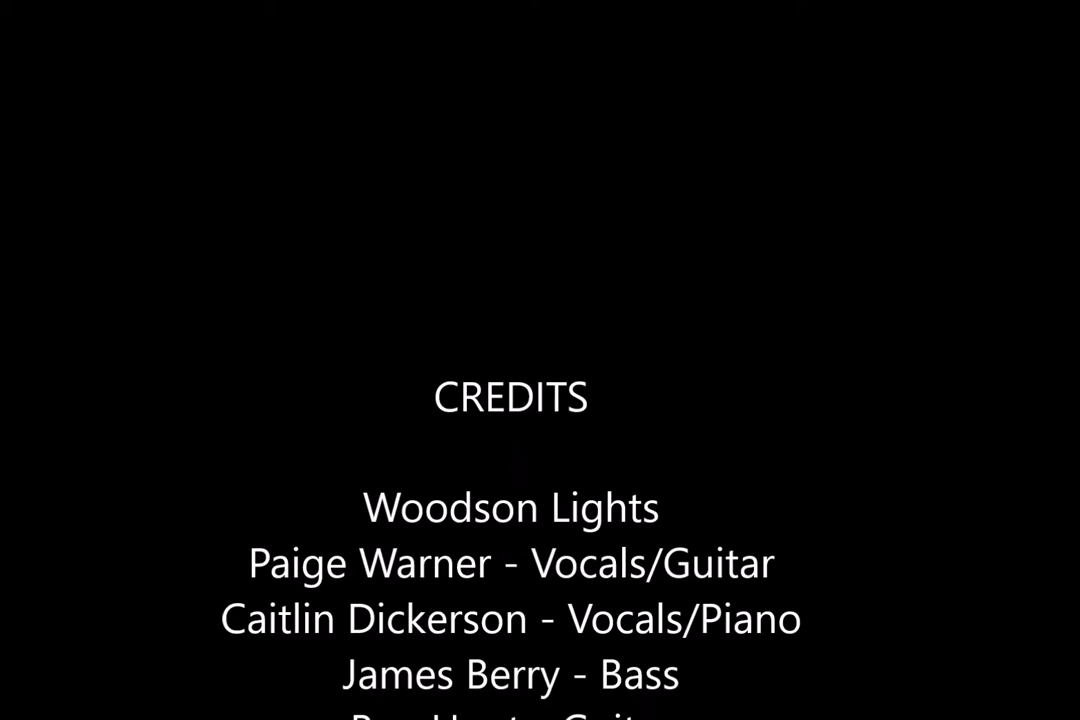 CREDITS
Woodson Lights
Paige Warner - Vocals/Guitar
Caitlin Dickerson - Vocals/Piano
James Berry - Bass